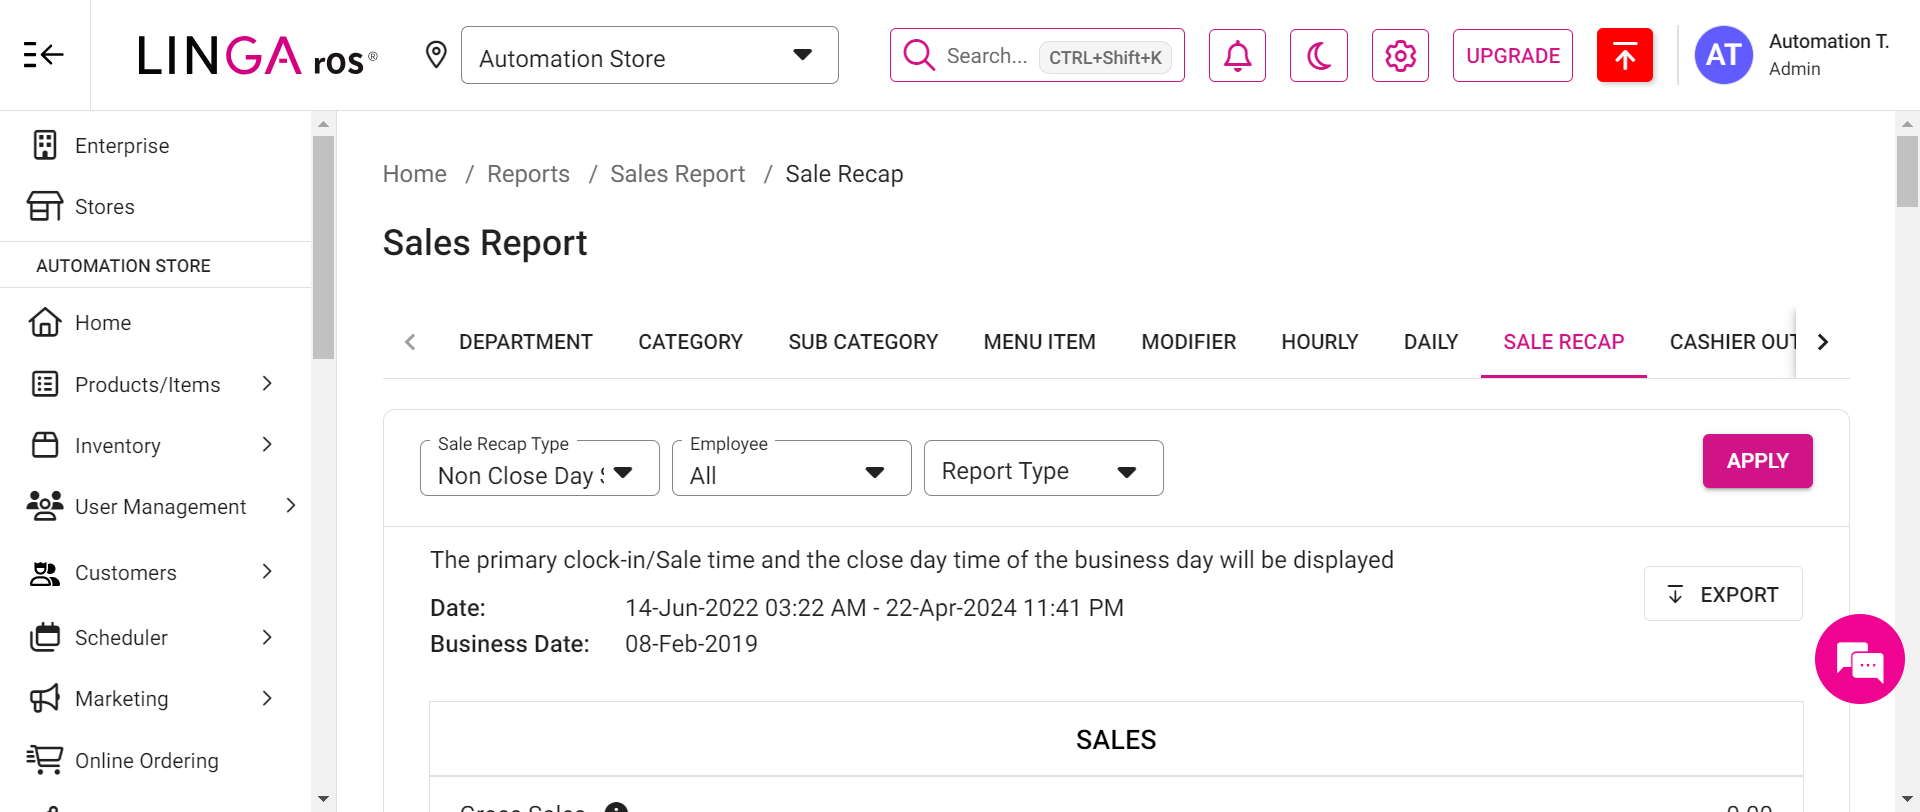 LINGA ros®
Automation Store
Search... CTRL+Shift+K
UPGRADE
AT
Automation T.
Admin
Enterprise
Stores
AUTOMATION STORE
Home
Products/Items
Inventory
User Management
Customers
Scheduler
Marketing
Online Ordering
Home / Reports / Sales Report / Sale Recap
Sales Report
DEPARTMENT CATEGORY SUB CATEGORY MENU ITEM MODIFIER HOURLY DAILY SALE RECAP CASHIER OUT
Sale Recap Type
Non Close Day
Employee
All
Report Type
APPLY
The primary clock-in/Sale time and the close day time of the business day will be displayed
Date: 14-Jun-2022 03:22 AM - 22-Apr-2024 11:41 PM
Business Date: 08-Feb-2019
EXPORT
SALES
Gross Sales 0.00